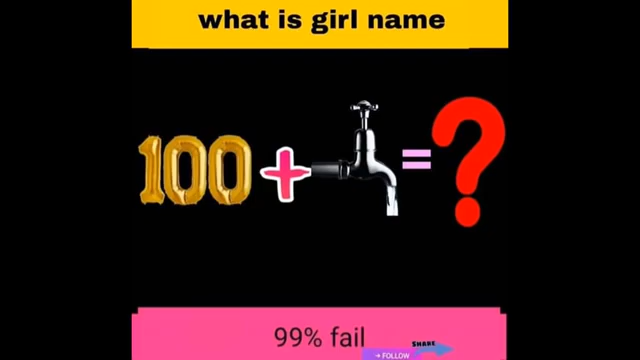 what is girl name
100 + = ?
99% fail
SHARE
+ FOLLOW